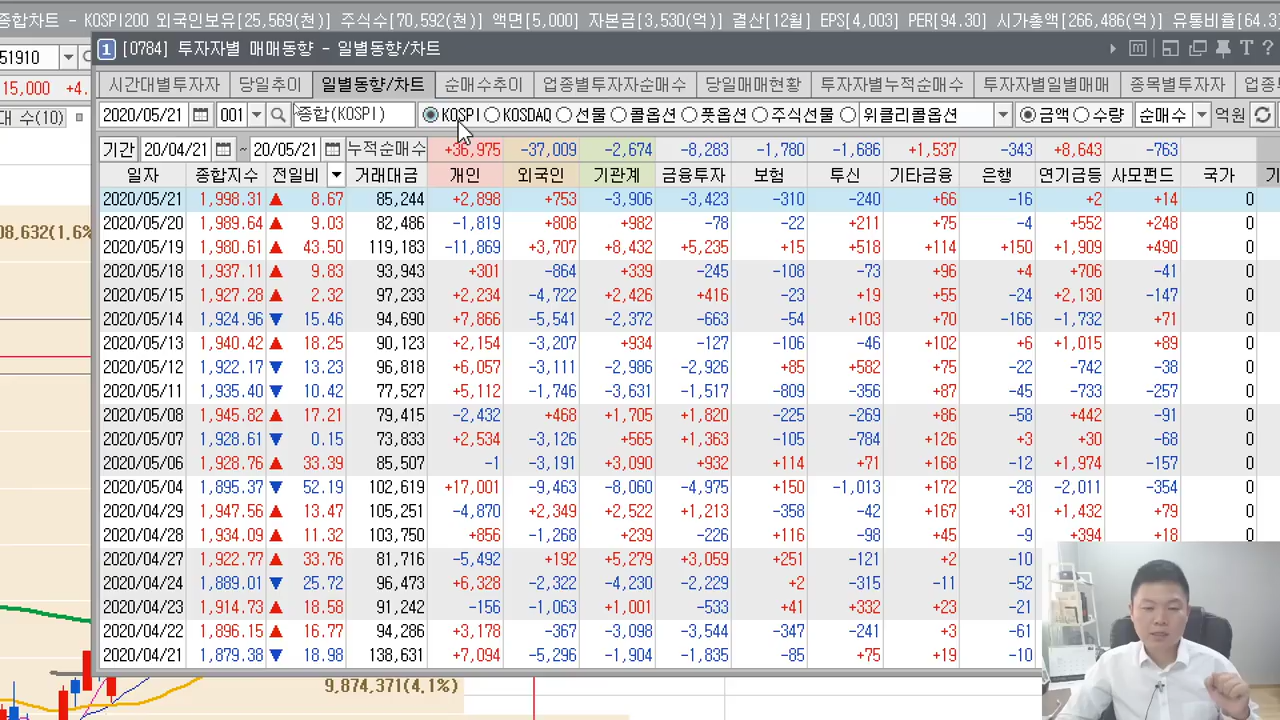 종합차트 - KOSPI200 외국인보유[25,569(천)] 주식수[70,592(천)] 액면[5,000] 자본금[3,530(억)] 결산[12월] EPS[4,003] PER[94.30] 시가총액[266,486(억)] 유통비율[64.3
1 [0784] 투자자별 매매동향 - 일별동향/차트 T ?
51910
15,000 +4.
대 수(10)
시간대별투자자 당일추이 일별동향/차트 순매수추이 업종별투자순매수 당일매매현황 투자자별누적순매수 투자자별일별매매 종목별투자자 업종
2020/05/21 001 종합(KOSPI) KOSPI KOSDAQ 선물 콜옵션 풋옵션 주식선물 위클리콜옵션 금액 수량 순매수 억원
기간 20/04/21 ~ 20/05/21 누적순매수 +36,975 -37,009 -2,674 -8,283 -1,780 -1,686 +1,537 -343 +8,643 -763
일자 종합지수 전일비 거래대금 개인 외국인 기관계 금융투자 보험 투신 기타금융 은행 연기금등 사모펀드 국가 기
2020/05/21 1,998.31 ▲ 8.67 85,244 +2,898 +753 -3,906 -3,423 -310 -240 +66 -16 +2 +14 0
2020/05/20 1,989.64 ▲ 9.03 82,486 -1,819 +808 +982 -78 -22 +211 +75 -4 +552 +248 0
2020/05/19 1,980.61 ▲ 43.50 119,183 -11,869 +3,707 +8,432 +5,235 +15 +518 +114 +150 +1,909 +490 0
2020/05/18 1,937.11 ▲ 9.83 93,943 +301 -864 +339 -245 -108 -73 +96 +4 +706 -41 0
2020/05/15 1,927.28 ▲ 2.32 97,233 +2,234 -4,722 +2,426 +416 -23 +19 +55 -24 +2,130 -147 0
2020/05/14 1,924.96 ▼ 15.46 94,690 +7,866 -5,541 -2,372 -663 -54 +103 +70 -166 -1,732 +71 0
2020/05/13 1,940.42 ▲ 18.25 90,123 +2,154 -3,207 +934 -127 -106 -46 +102 +6 +1,015 +89 0
2020/05/12 1,922.17 ▼ 13.23 96,818 +6,057 -3,111 -2,986 -2,926 +85 +582 +75 -22 -742 -38 0
2020/05/11 1,935.40 ▼ 10.42 77,527 +5,112 -1,746 -3,631 -1,517 -809 -356 +87 -45 -733 -257 0
2020/05/08 1,945.82 ▲ 17.21 79,415 -2,432 +468 +1,705 +1,820 -225 -269 +86 -58 +442 -91 0
2020/05/07 1,928.61 ▼ 0.15 73,833 +2,534 -3,126 +565 +1,363 -105 -784 +126 +3 +30 -68 0
2020/05/06 1,928.76 ▲ 33.39 85,507 -1 -3,191 +3,090 +932 +114 +71 +168 -12 +1,974 -157 0
2020/05/04 1,895.37 ▼ 52.19 102,619 +17,001 -9,463 -8,060 -4,975 +150 -1,013 +172 -28 -2,011 -354 0
2020/04/29 1,947.56 ▲ 13.47 105,251 -4,870 +2,349 +2,522 +1,213 -358 -42 +167 +31 +1,432 +79 0
2020/04/28 1,934.09 ▲ 11.32 103,750 +856 -1,268 +239 -226 +116 -98 +45 -9 +394 +18 0
2020/04/27 1,922.77 ▲ 33.76 81,716 -5,492 +192 +5,279 +3,059 +251 -121 +2 -10
2020/04/24 1,889.01 ▼ 25.72 96,473 +6,328 -2,322 -4,230 -2,229 +2 -315 -11 -52
2020/04/23 1,914.73 ▲ 18.58 91,242 -156 -1,063 +1,001 -533 +41 +332 +23 -21
2020/04/22 1,896.15 ▲ 16.77 94,286 +3,178 -367 -3,098 -3,544 -347 -241 +3 -61
2020/04/21 1,879.38 ▼ 18.98 138,631 +7,094 -5,296 -1,904 -1,835 -85 +75 +19 -10
08,632(1.6%
9,874,371(4.1%)